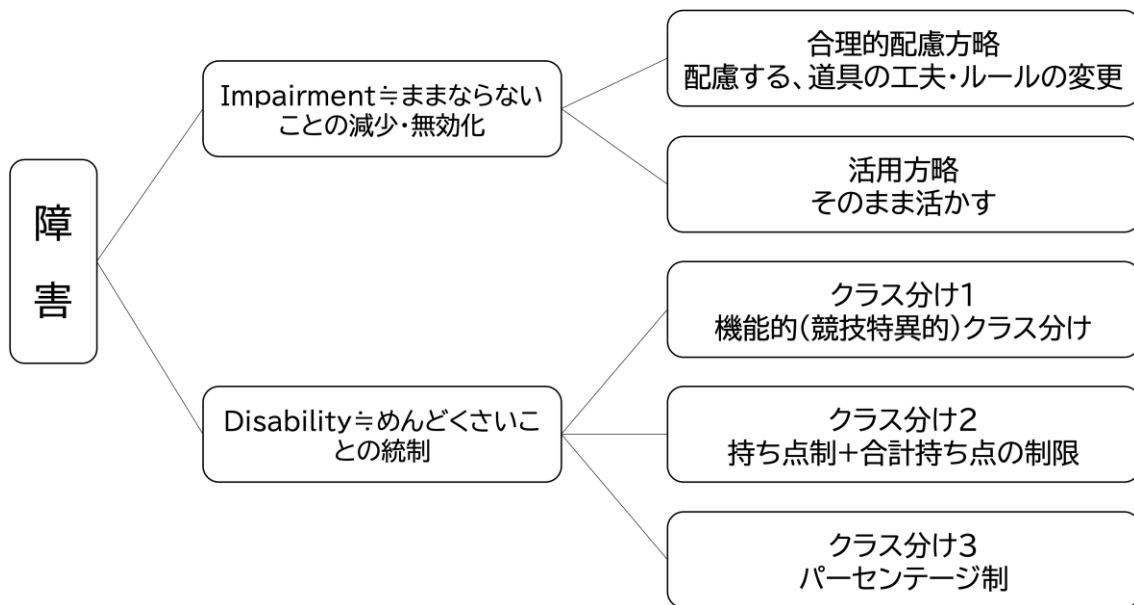 障
害
Impairment≒ままならない
ことの減少・無効化
Disability≒めんどくさいこ
との統制
合理的配慮方略
配慮する、道具の工夫・ルールの変更
活用方略
そのまま活かす
クラス分け1
機能的(競技特異的)クラス分け
クラス分け2
持ち点制+合計持ち点の制限
クラス分け3
パーセンテージ制